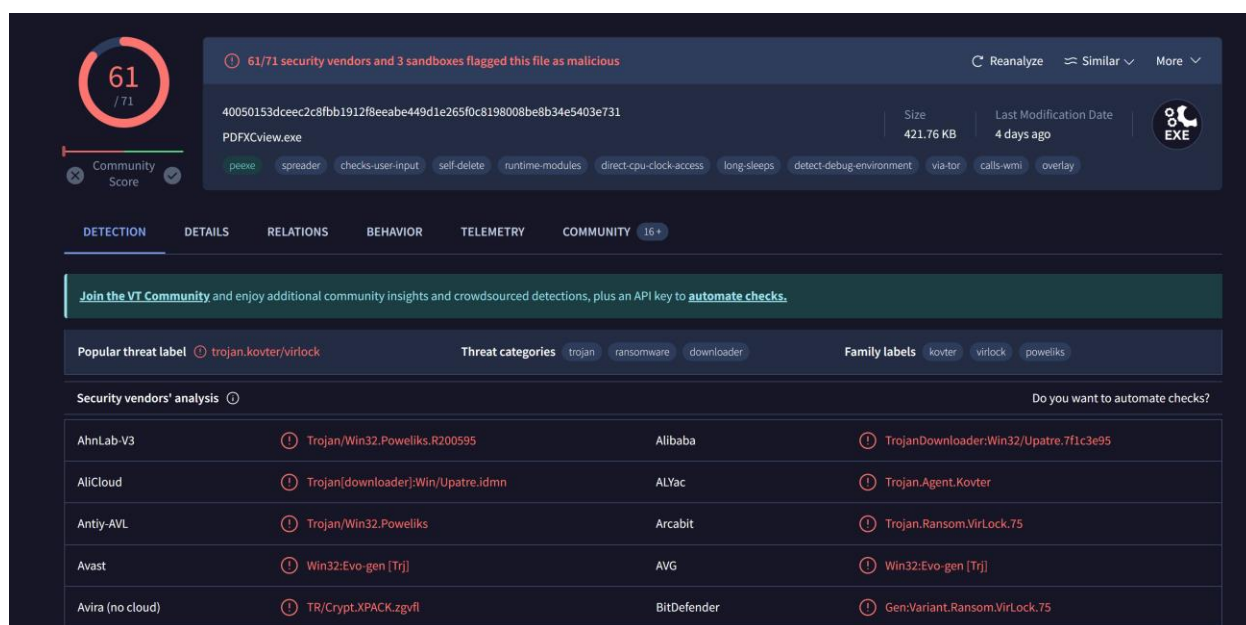 61
/ 71
Community
Score
61/71 security vendors and 3 sandboxes flagged this file as malicious
Reanalyze Similar More
40050153dceec2c8fbb1912f8eeabe449d1e265f0c8198008be8b34e5403e731
PDFXCview.exe
Size
421.76 KB
Last Modification Date
4 days ago
EXE
peexe spreader checks-user-input self-delete runtime-modules direct-cpu-clock-access long-sleeps detect-debug-environment via-tor calls-wmi overlay
DETECTION DETAILS RELATIONS BEHAVIOR TELEMETRY COMMUNITY 16+
Join the VT Community and enjoy additional community insights and crowdsourced detections, plus an API key to automate checks.
Popular threat label trojan.kovter/virlock Threat categories trojan ransomware downloader Family labels kovter virlock poweliks
Security vendors' analysis Do you want to automate checks?
AhnLab-V3 Trojan/Win32.Poweliks.R200595 Alibaba TrojanDownloader:Win32/Upatre.7f1c3e95
AliCloud Trojan[downloader]:Win/Upatre.idmn ALYac Trojan.Agent.Kovter
Antiy-AVL Trojan/Win32.Poweliks Arcabit Trojan.Ransom.VirLock.75
Avast Win32:Evo-gen [Trj] AVG Win32:Evo-gen [Trj]
Avira (no cloud) TR/Crypt.XPACK.zgvfl BitDefender Gen:Variant.Ransom.VirLock.75